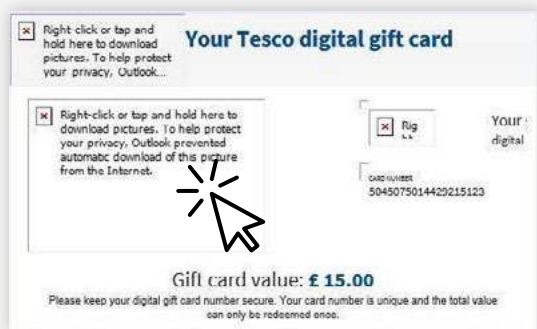 Right click or tap and
hold here to download
pictures. To help protect
your privacy, Outlook...
Your Tesco digital gift card
Right-click or tap and hold here to
download pictures. To help protect
your privacy, Outlook prevented
automatic download of this picture
from the Internet.
Rig
Your
digital
CARD NUMBER
5045075014429215123
Gift card value: £ 15.00
Please keep your digital gift card number secure. Your card number is unique and the total value
can only be redeemed once.